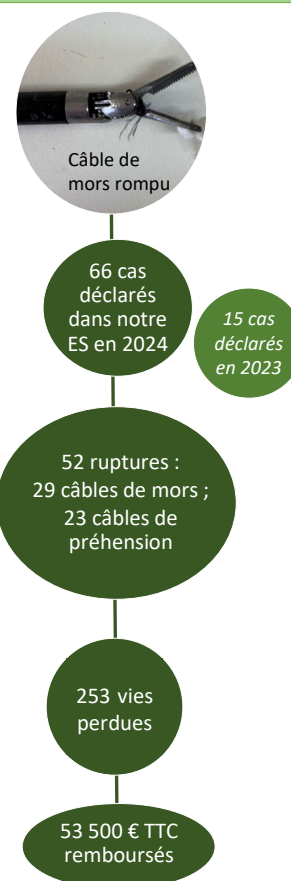 Câble de
mors rompu
66 cas
déclarés
dans notre
ES en 2024
15 cas
déclarés
en 2023
52 ruptures :
29 câbles de mors ;
23 câbles de
préhension
253 vies
perdues
53 500 € TTC
remboursés